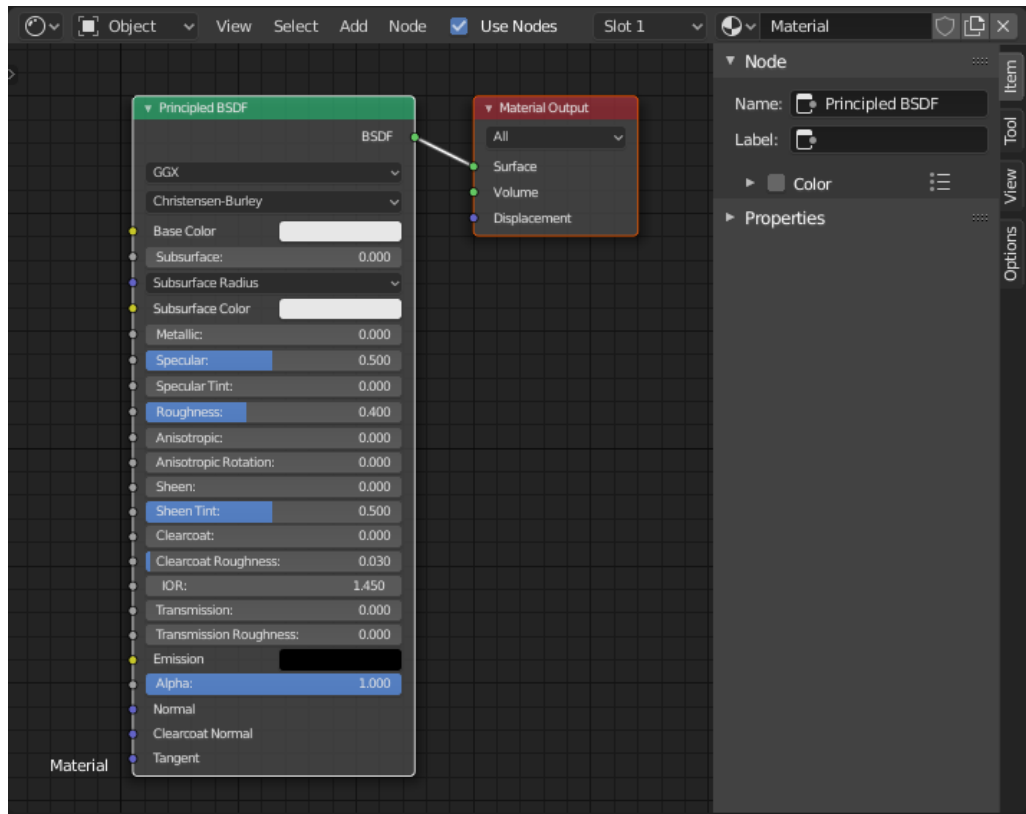 Object View Select Add Node Use Nodes Slot 1 Material
Node
Name: Principled BSDF
Label:
Color
Properties
Item
Tool
View
Options
Principled BSDF
BSDF
GGX
Christensen-Burley
Base Color
Subsurface: 0.000
Subsurface Radius
Subsurface Color
Metallic: 0.000
Specular: 0.500
Specular Tint: 0.000
Roughness: 0.400
Anisotropic: 0.000
Anisotropic Rotation: 0.000
Sheen: 0.000
Sheen Tint: 0.500
Clearcoat: 0.000
Clearcoat Roughness: 0.030
IOR: 1.450
Transmission: 0.000
Transmission Roughness: 0.000
Emission
Alpha: 1.000
Normal
Clearcoat Normal
Tangent
Material Output
All
Surface
Volume
Displacement
Material